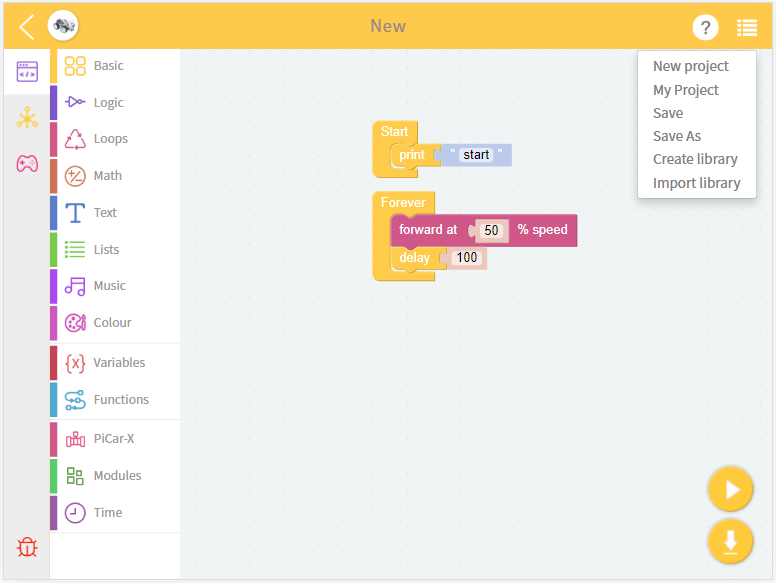 New
?
New project
My Project
Save
Save As
Create library
Import library
Basic
Logic
Loops
Math
Text
Lists
Music
Colour
Variables
Functions
PiCar-X
Modules
Time
Start
print " start "
Forever
forward at 50 % speed
delay 100